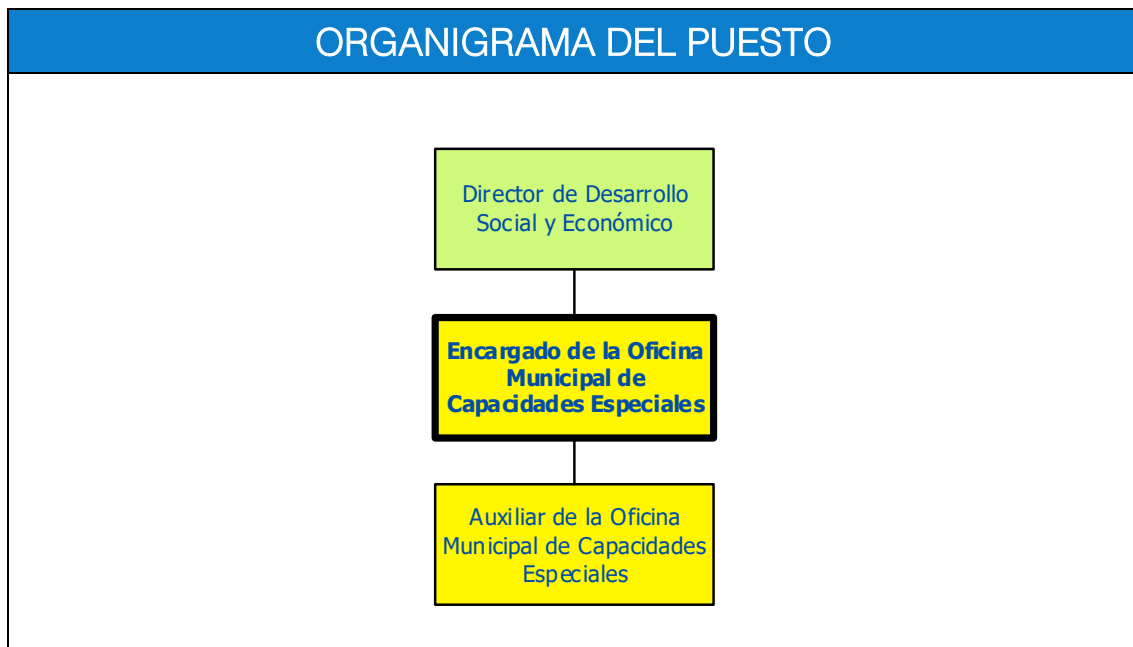 ORGANIGRAMA DEL PUESTO
Director de Desarrollo
Social y Económico
Encargado de la Oficina
Municipal de
Capacidades Especiales
Auxiliar de la Oficina
Municipal de Capacidades
Especiales